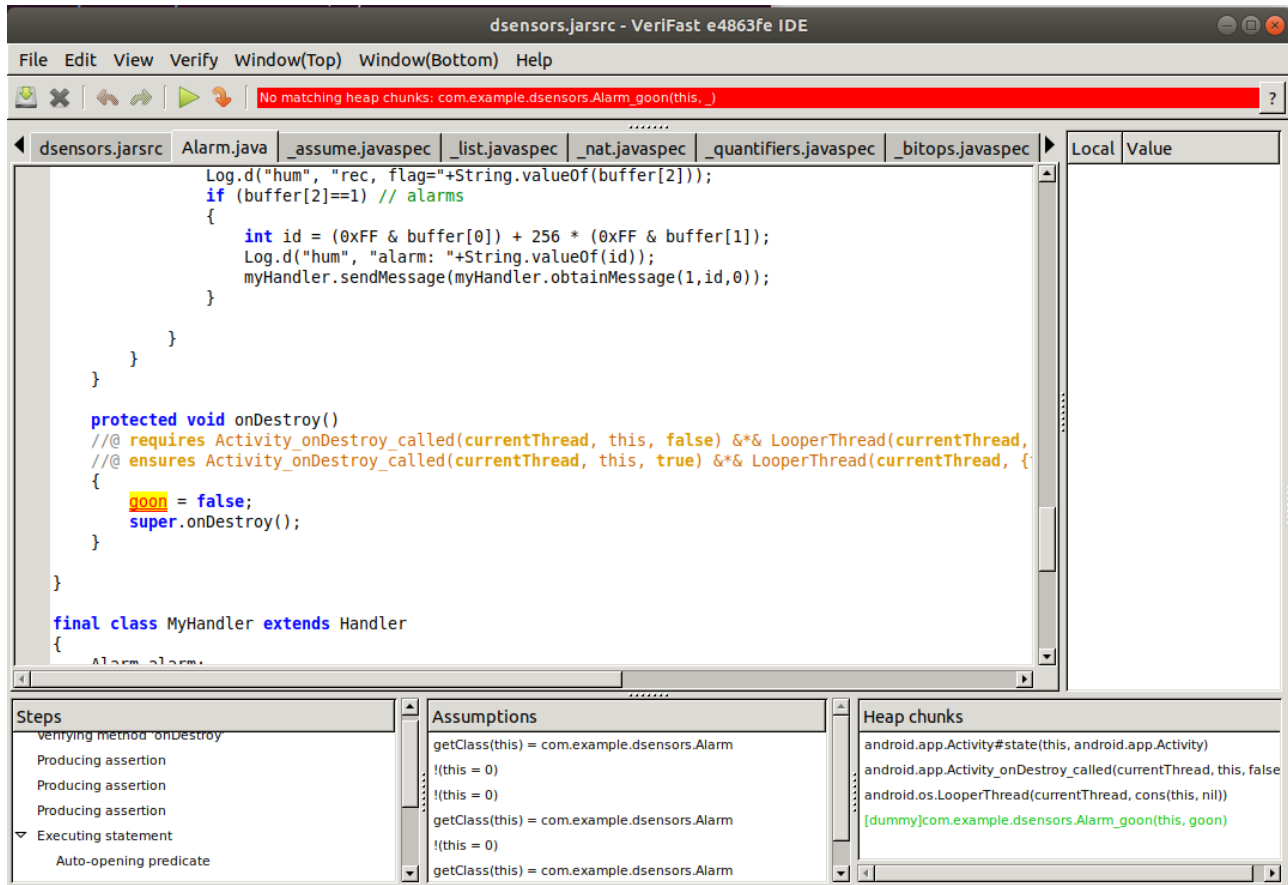 dsensors.jarsrc - VeriFast e4863fe IDE
File Edit View Verify Window(Top) Window(Bottom) Help
No matching heap chunks: com.example.dsensors.Alarm_goon(this, _)
?
dsensors.jarsrc Alarm.java _assume.javaspec _list.javaspec _nat.javaspec _quantifiers.javaspec _bitops.javaspec
Local Value
Log.d("hum", "rec, flag="+String.valueOf(buffer[2]));
if (buffer[2]==1) // alarms
{
int id = (0xFF & buffer[0]) + 256 * (0xFF & buffer[1]);
Log.d("hum", "alarm: "+String.valueOf(id));
myHandler.sendMessage(myHandler.obtainMessage(1,id,0));
}
}
}
}
protected void onDestroy()
//@ requires Activity_onDestroy_called(currentThread, this, false) &*& LooperThread(currentThread,
//@ ensures Activity_onDestroy_called(currentThread, this, true) &*& LooperThread(currentThread, {
{
goon = false;
super.onDestroy();
}
}
final class MyHandler extends Handler
{
Alarm alarm;
Steps
Verifying method 'onDestroy'
Producing assertion
Producing assertion
Producing assertion
Executing statement
Auto-opening predicate
Assumptions
getClass(this) = com.example.dsensors.Alarm
!(this = 0)
!(this = 0)
getClass(this) = com.example.dsensors.Alarm
!(this = 0)
getClass(this) = com.example.dsensors.Alarm
Heap chunks
android.app.Activity#state(this, android.app.Activity)
android.app.Activity_onDestroy_called(currentThread, this, false
android.os.LooperThread(currentThread, cons(this, nil))
[dummy]com.example.dsensors.Alarm_goon(this, goon)